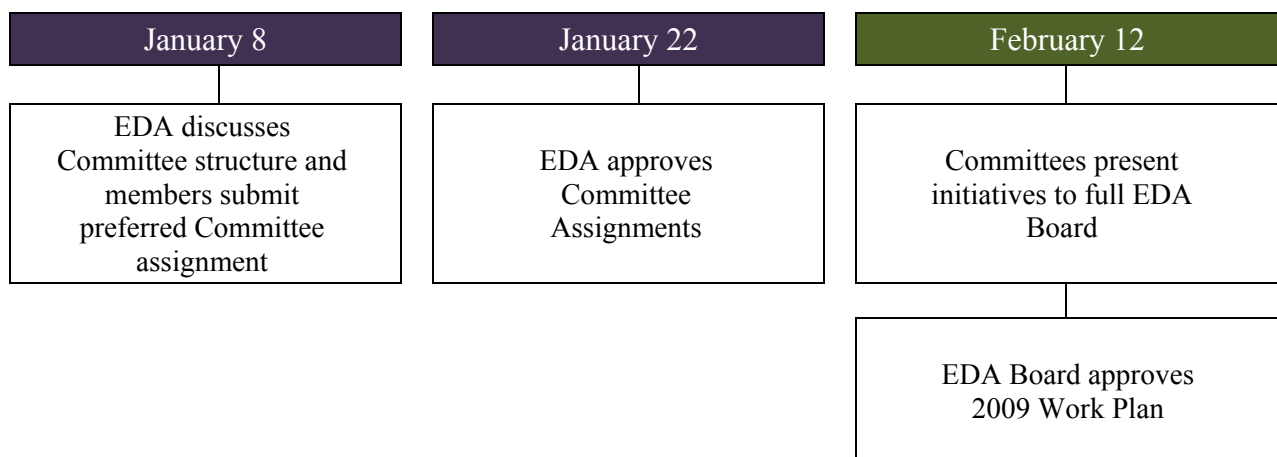 January 8
EDA discusses
Committee structure and
members submit
preferred Committee
assignment
January 22
EDA approves
Committee
Assignments
February 12
Committees present
initiatives to full EDA
Board
EDA Board approves
2009 Work Plan